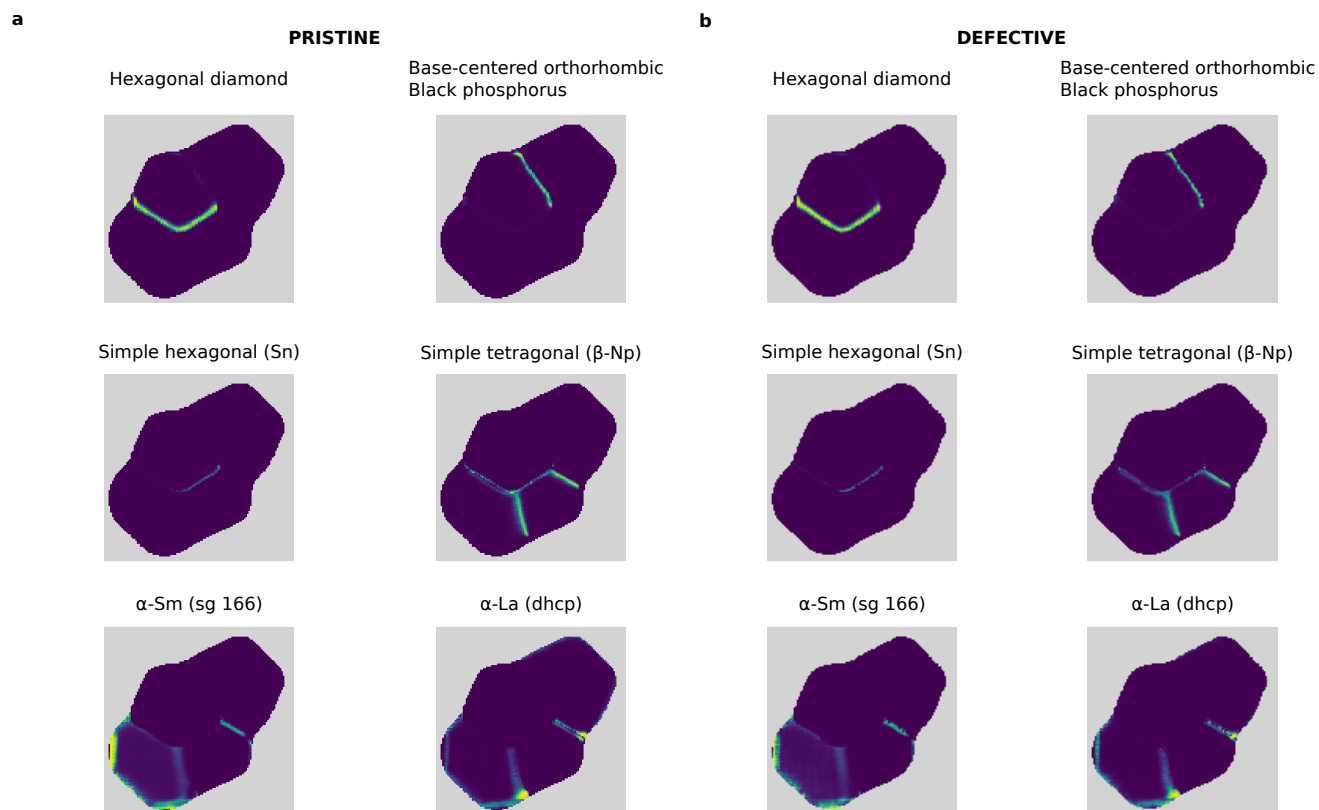 a
PRISTINE
Hexagonal diamond
Base-centered orthorhombic
Black phosphorus
Simple hexagonal (Sn)
Simple tetragonal (β-Np)
α-Sm (sg 166)
α-La (dhcp)
b
DEFECTIVE
Hexagonal diamond
Base-centered orthorhombic
Black phosphorus
Simple hexagonal (Sn)
Simple tetragonal (β-Np)
α-Sm (sg 166)
α-La (dhcp)